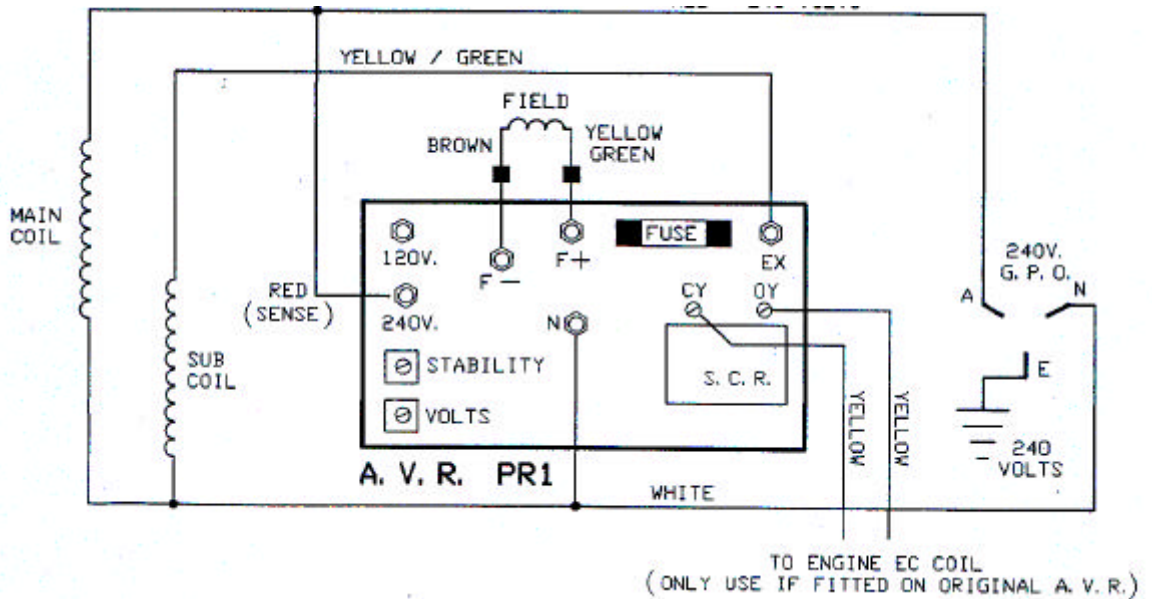 YELLOW / GREEN
FIELD
BROWN
YELLOW
GREEN
MAIN
COIL
120V.
F -
F+
FUSE
EX
240V.
G. P. O.
A
N
RED
(SENSE)
240V.
N
CY
OY
SUB
COIL
STABILITY
S. C. R.
E
VOLTS
YELLOW
YELLOW
240
VOLTS
A. V. R. PR1
WHITE
TO ENGINE EC COIL
(ONLY USE IF FITTED ON ORIGINAL A. V. R.)